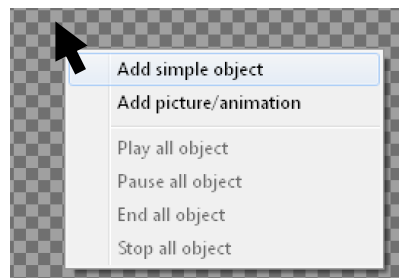 Add simple object
Add picture/animation
Play all object
Pause all object
End all object
Stop all object